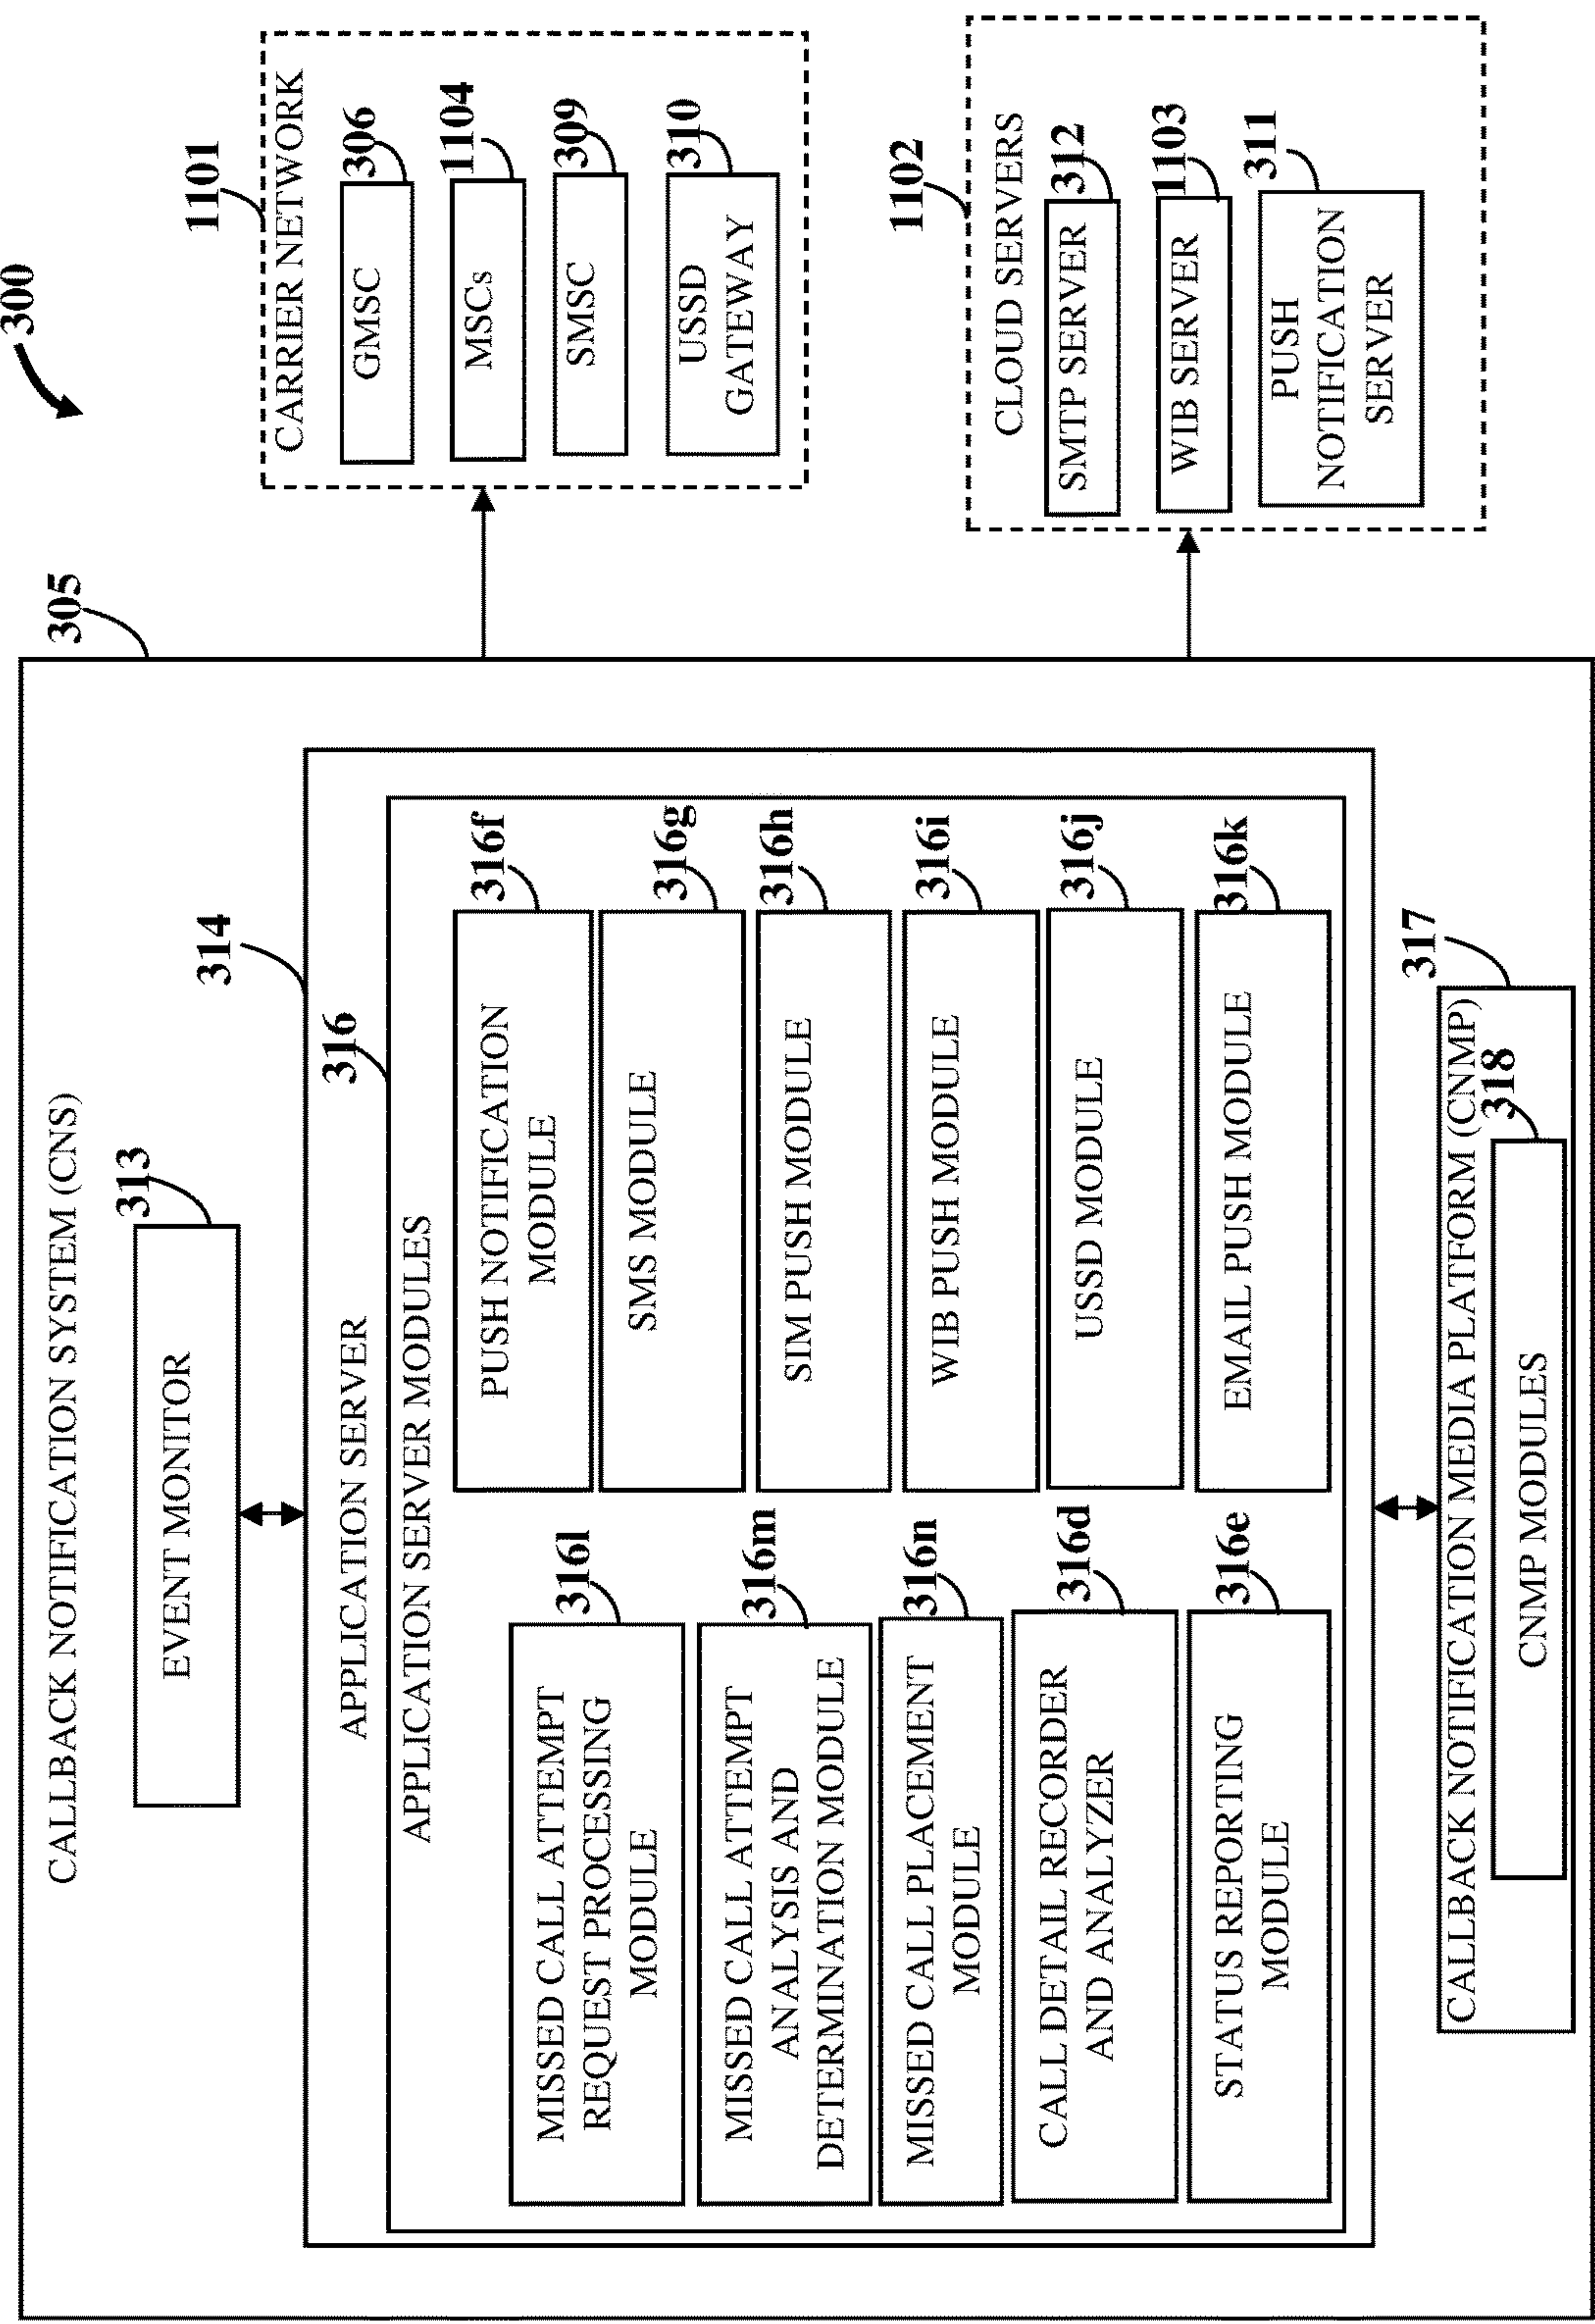 300
305
CALLBACK NOTIFICATION SYSTEM (CNS)
313
EVENT MONITOR
314
APPLICATION SERVER
316
APPLICATION SERVER MODULES
316l
MISSED CALL ATTEMPT
REQUEST PROCESSING
MODULE
316m
MISSED CALL ATTEMPT
ANALYSIS AND
DETERMINATION MODULE
316n
MISSED CALL PLACEMENT
MODULE
316d
CALL DETAIL RECORDER
AND ANALYZER
316e
STATUS REPORTING
MODULE
316f
PUSH NOTIFICATION
MODULE
316g
SMS MODULE
316h
SIM PUSH MODULE
316i
WIB PUSH MODULE
316j
USSD MODULE
316k
EMAIL PUSH MODULE
317
CALLBACK NOTIFICATION MEDIA PLATFORM (CNMP)
318
CNMP MODULES
1101
CARRIER NETWORK
306
GMSC
1104
MSCs
309
SMSC
310
USSD
GATEWAY
1102
CLOUD SERVERS
312
SMTP SERVER
1103
WIB SERVER
311
PUSH
NOTIFICATION
SERVER